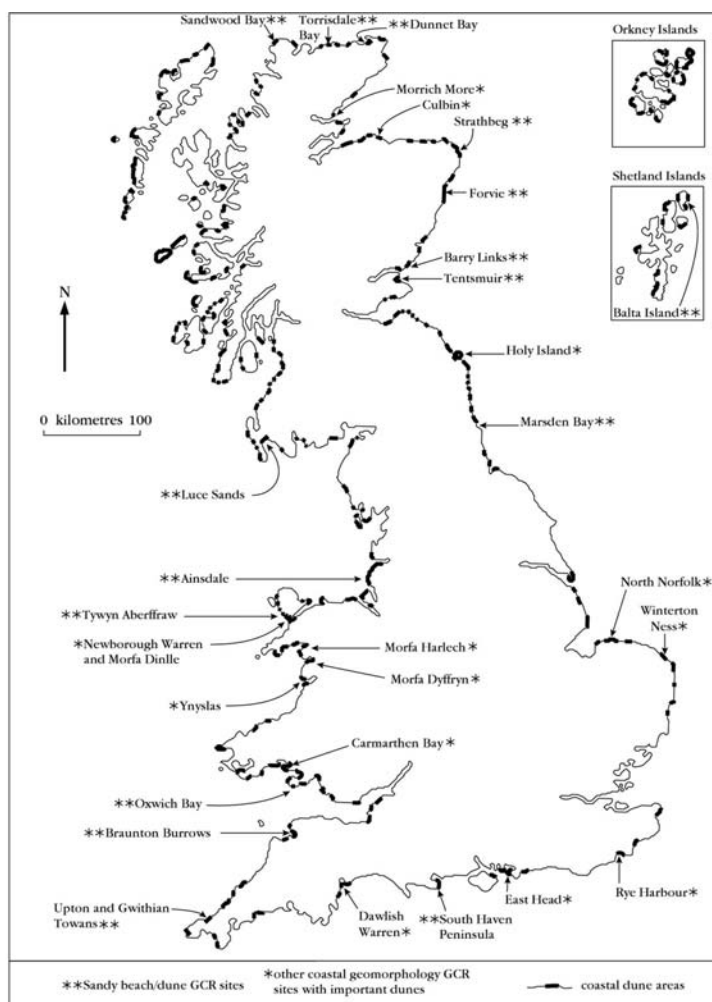 Sandwood Bay✳✳
Torrisdale✳✳
Bay
✳✳Dunnet Bay
Orkney Islands
Morrich More✳
Culbin✳
Strathbeg ✳✳
Shetland Islands
Forvie ✳✳
Barry Links✳✳
Tentsmuir✳✳
Balta Island✳✳
N
Holy Island✳
0 kilometres 100
Marsden Bay✳✳
✳✳Luce Sands
✳✳Ainsdale
North Norfolk✳
✳✳Tywyn Aberffraw
Winterton
Ness✳
✳Newborough Warren
and Morfa Dinlle
Morfa Harlech✳
Morfa Dyffryn✳
✳Ynyslas
Carmarthen Bay✳
✳✳Oxwich Bay
✳✳Braunton Burrows
Upton and Gwithian
Towans✳✳
Dawlish
Warren✳
✳✳South Haven
Peninsula
East Head✳
Rye Harbour✳
✳✳Sandy beach/dune GCR sites
✳other coastal geomorphology GCR
sites with important dunes
coastal dune areas